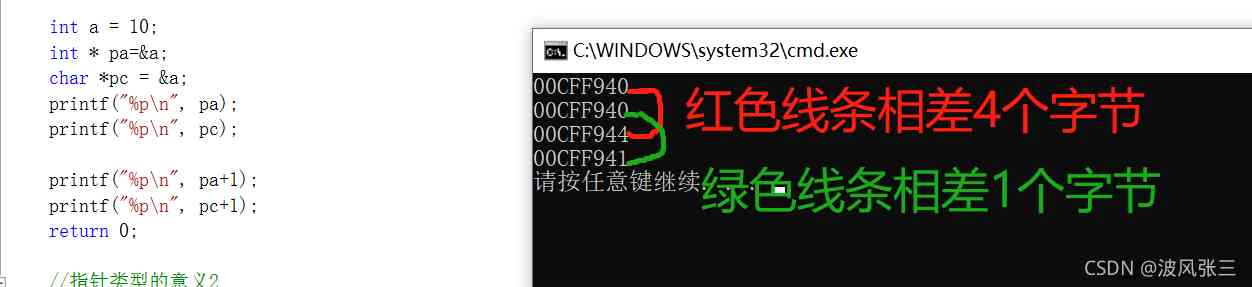 int a = 10;
int * pa=&a;
char *pc = &a;
printf("%p\n", pa);
printf("%p\n", pc);
printf("%p\n", pa+1);
printf("%p\n", pc+1);
return 0;
//指针类型的意义2
C:\WINDOWS\system32\cmd.exe
00CFF940
00CFF940
00CFF944
00CFF941
请按任意键继续. . .
红色线条相差4个字节
绿色线条相差1个字节
CSDN @波风张三